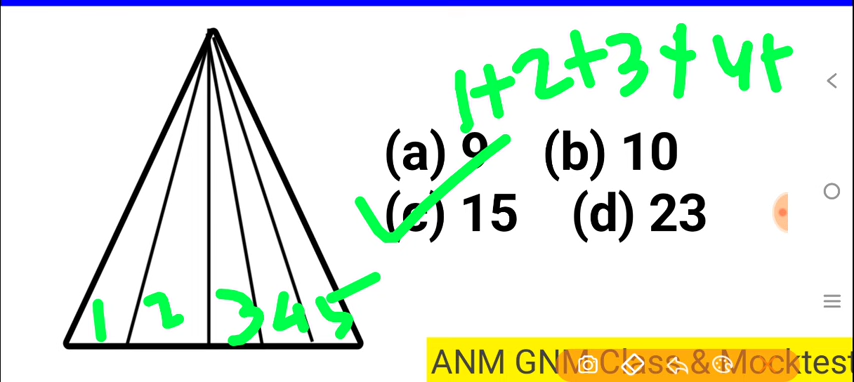 1+2+3+4+
(a) 9 (b) 10
(c) 15 (d) 23
1 2 3 4 5
ANM GNM Class & Mocktest